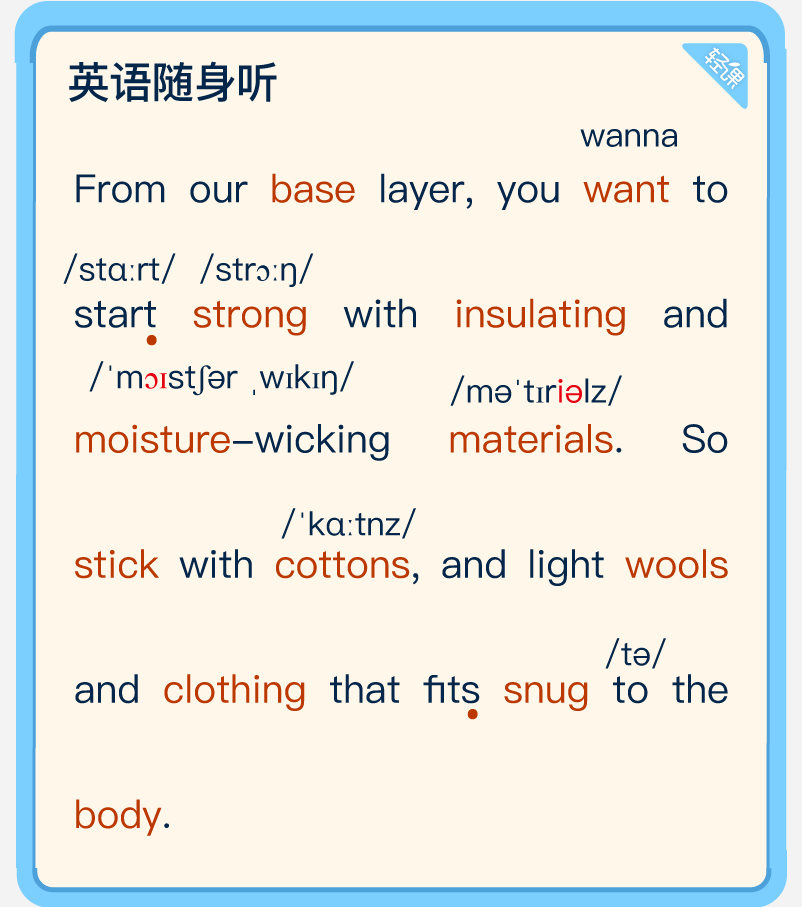 英语随身听
轻课
wanna
From our base layer, you want to
/stɑːrt/ /strɔːŋ/
start strong with insulating and
/ˈmɔɪstʃər ˌwɪkɪŋ/ /məˈtɪriəlz/
moisture–wicking materials. So
/ˈkɑːtnz/
stick with cottons, and light wools
/tə/
and clothing that fits snug to the
body.